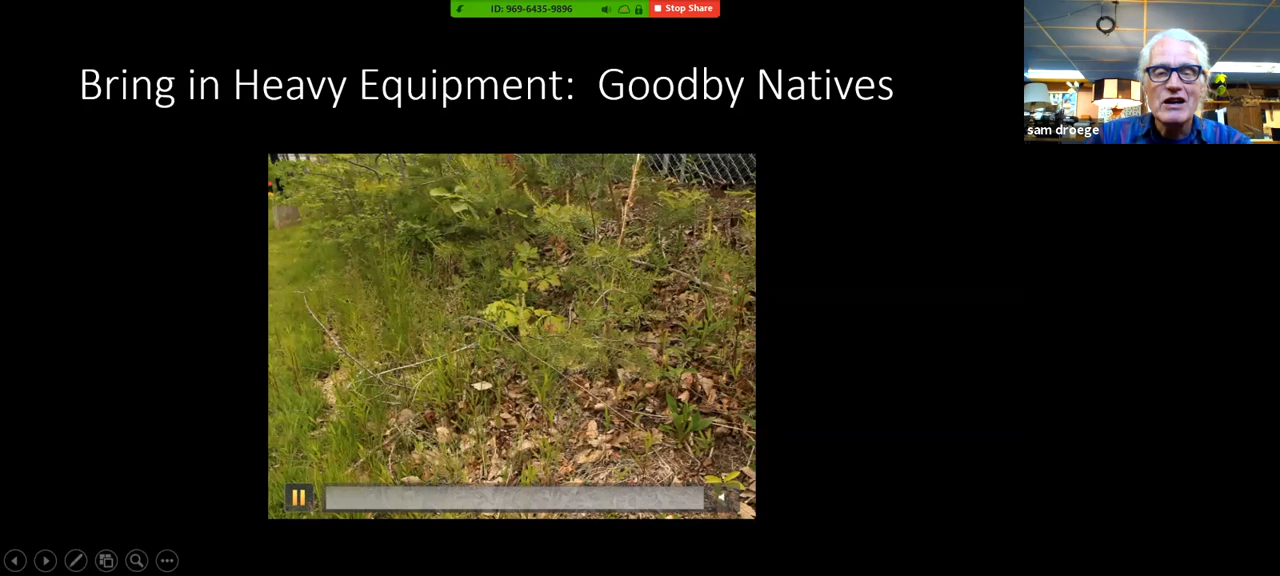 ID: 969-6435-9896
Stop Share
Bring in Heavy Equipment:  Goodby Natives
sam droege